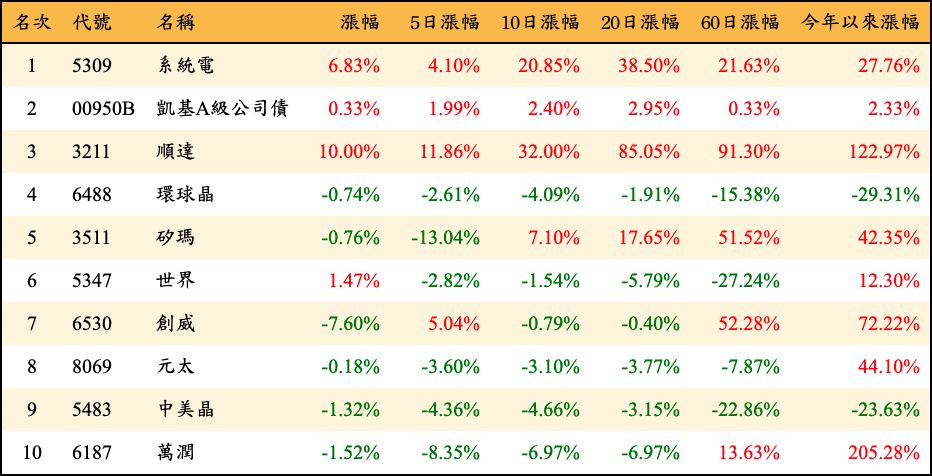 名次 代號 名稱 漲幅 5日漲幅 10日漲幅 20日漲幅 60日漲幅 今年以來漲幅
1 5309 系統電 6.83% 4.10% 20.85% 38.50% 21.63% 27.76%
2 00950B 凱基A級公司債 0.33% 1.99% 2.40% 2.95% 0.33% 2.33%
3 3211 順達 10.00% 11.86% 32.00% 85.05% 91.30% 122.97%
4 6488 環球晶 -0.74% -2.61% -4.09% -1.91% -15.38% -29.31%
5 3511 矽瑪 -0.76% -13.04% 7.10% 17.65% 51.52% 42.35%
6 5347 世界 1.47% -2.82% -1.54% -5.79% -27.24% 12.30%
7 6530 創威 -7.60% 5.04% -0.79% -0.40% 52.28% 72.22%
8 8069 元太 -0.18% -3.60% -3.10% -3.77% -7.87% 44.10%
9 5483 中美晶 -1.32% -4.36% -4.66% -3.15% -22.86% -23.63%
10 6187 萬潤 -1.52% -8.35% -6.97% -6.97% 13.63% 205.28%